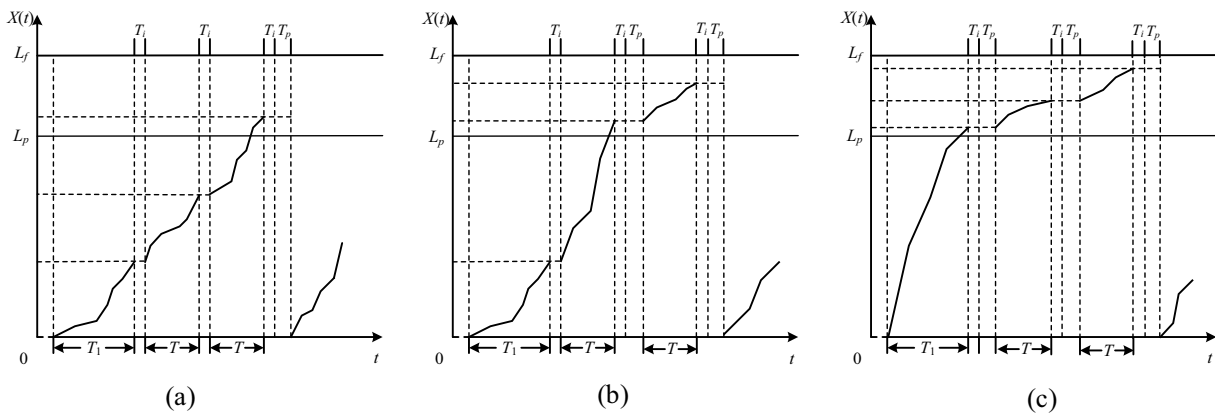 X(t) T_i T_i T_i T_p
L_f
L_p
0 T_1 T T t
(a)
X(t) T_i T_i T_p T_i T_p
L_f
L_p
0 T_1 T T t
(b)
X(t) T_i T_p T_i T_p T_i T_p
L_f
L_p
0 T_1 T T t
(c)